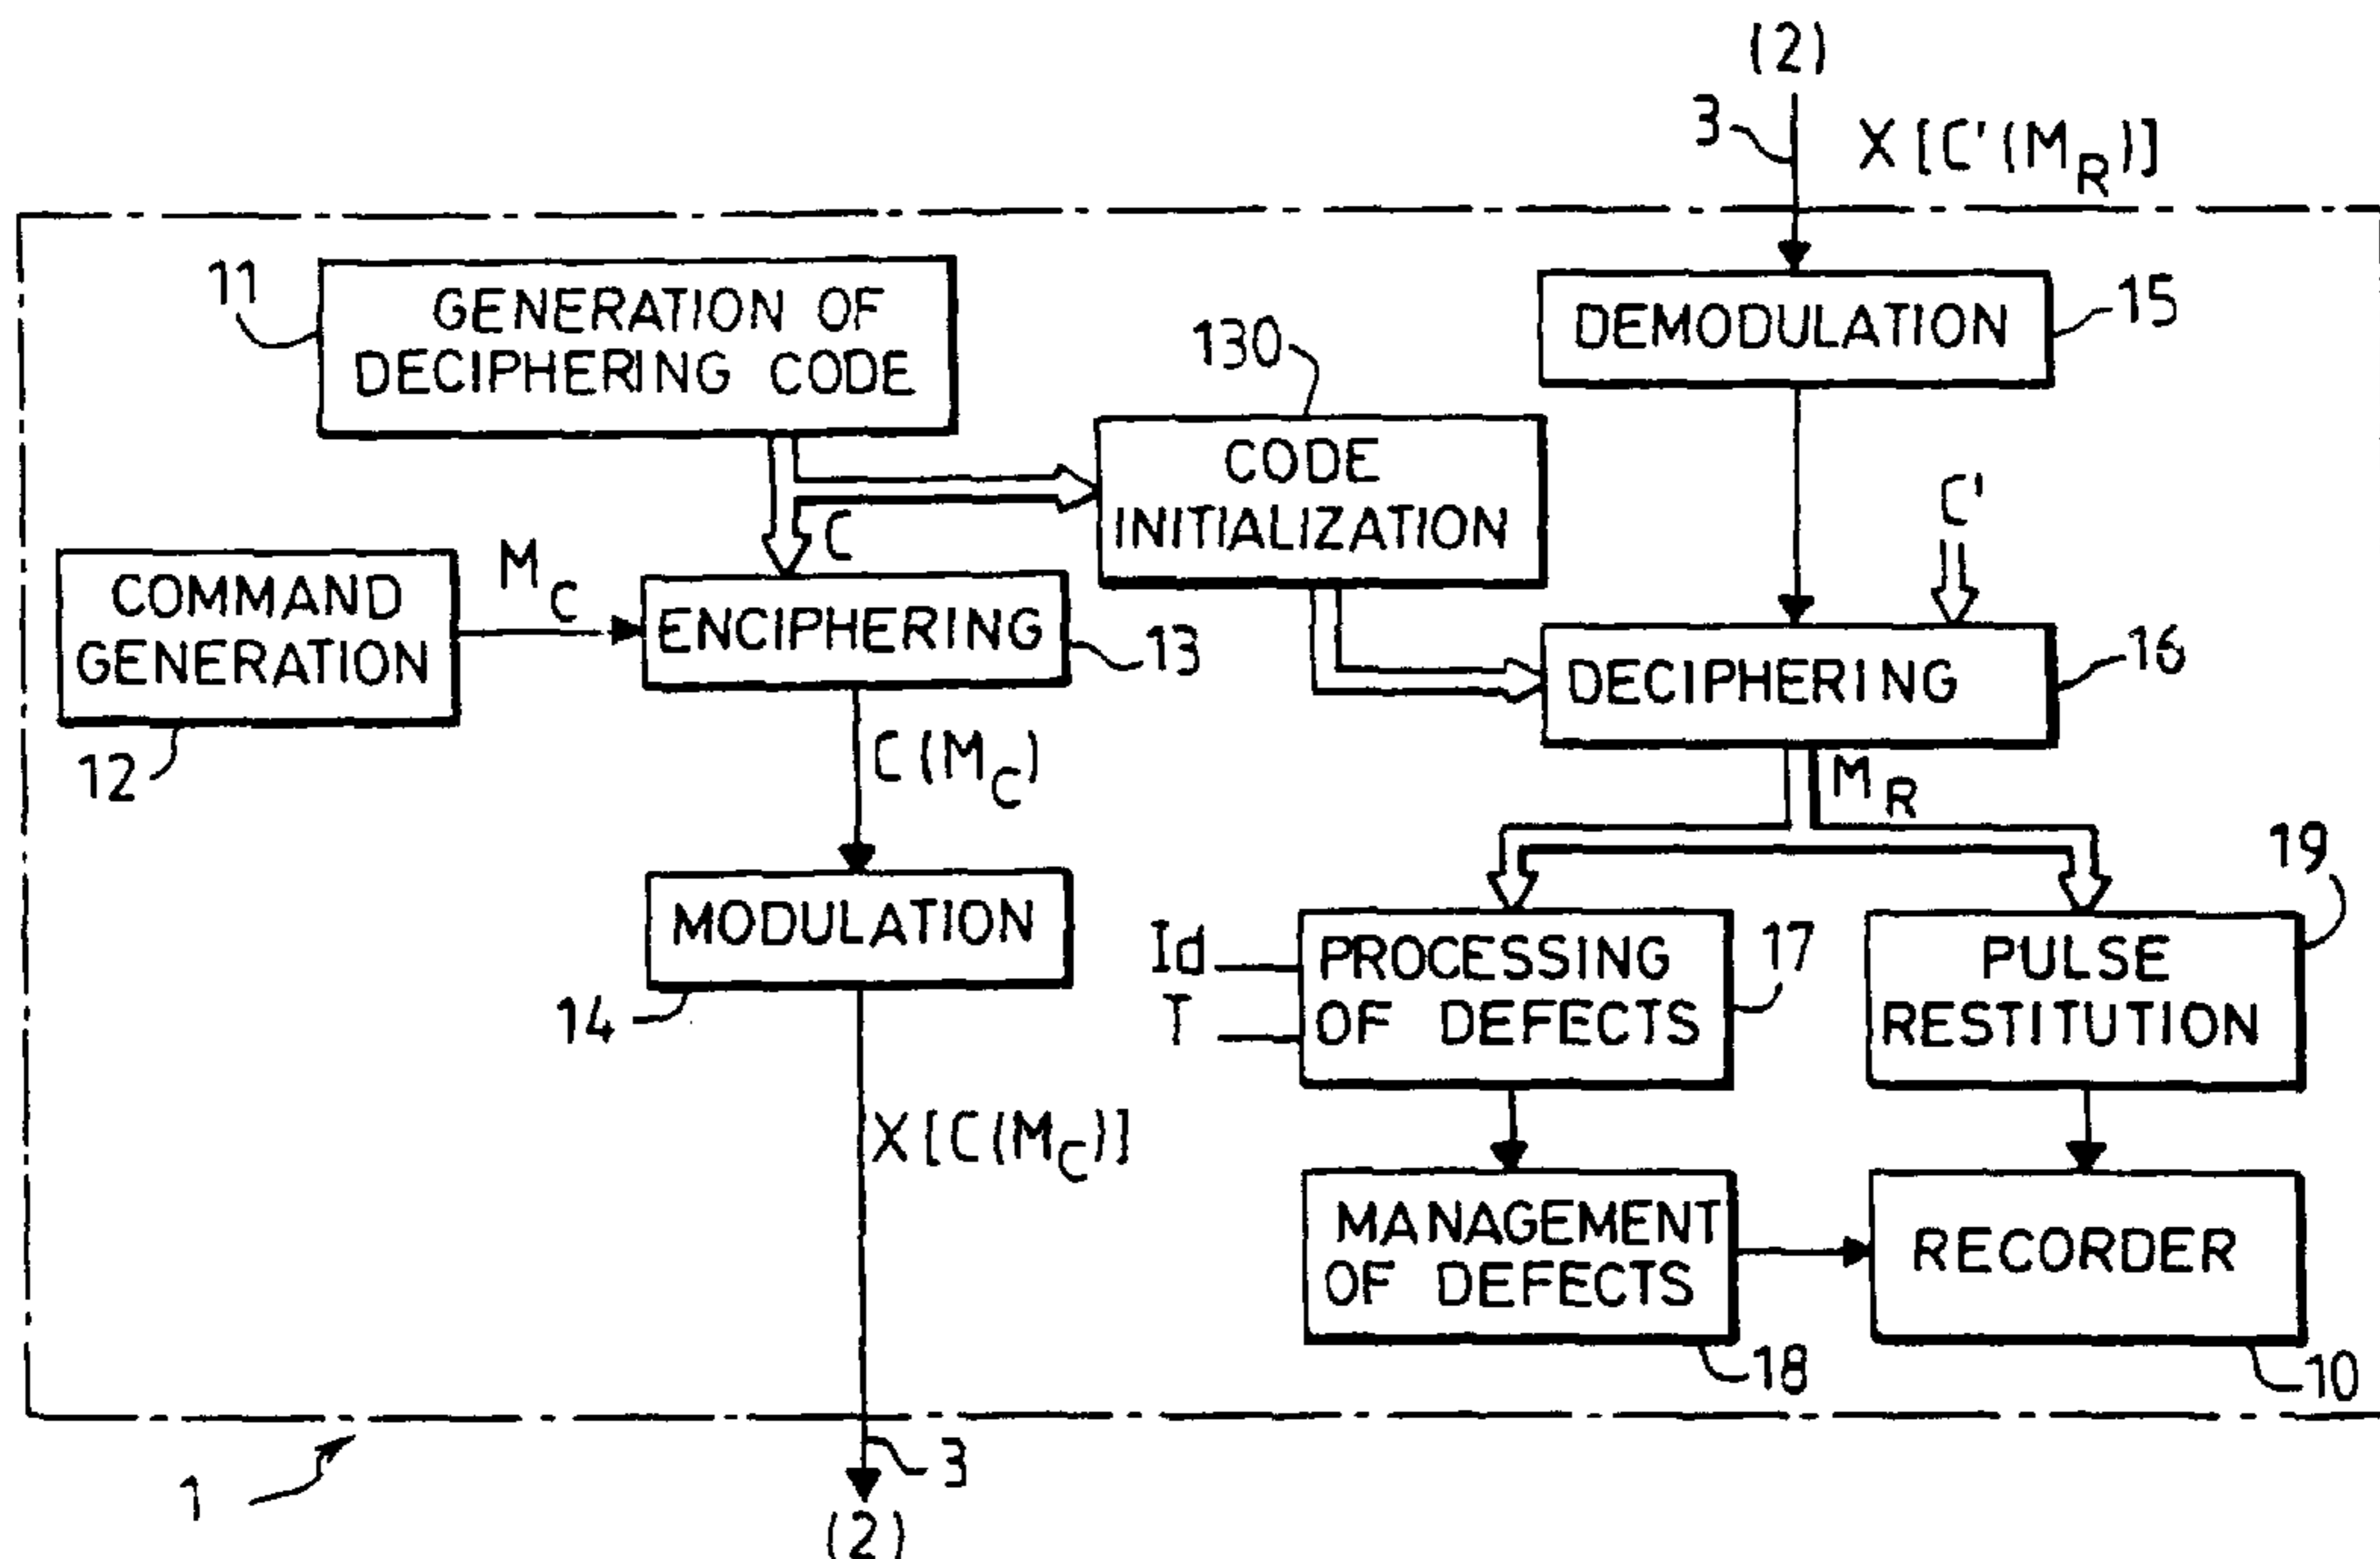 (2)
3
X [C'(M_R)]
11
GENERATION OF
DECIPHERING CODE
130
DEMODULATION
15
CODE
INITIALIZATION
C
C'
COMMAND
GENERATION
12
M_C
ENCIPHERING
13
DECIPHERING
16
C (M_C)
M_R
MODULATION
14
Id
T
PROCESSING
OF DEFECTS
17
PULSE
RESTITUTION
19
X [C (M_C)]
MANAGEMENT
OF DEFECTS
18
RECORDER
10
1
3
(2)